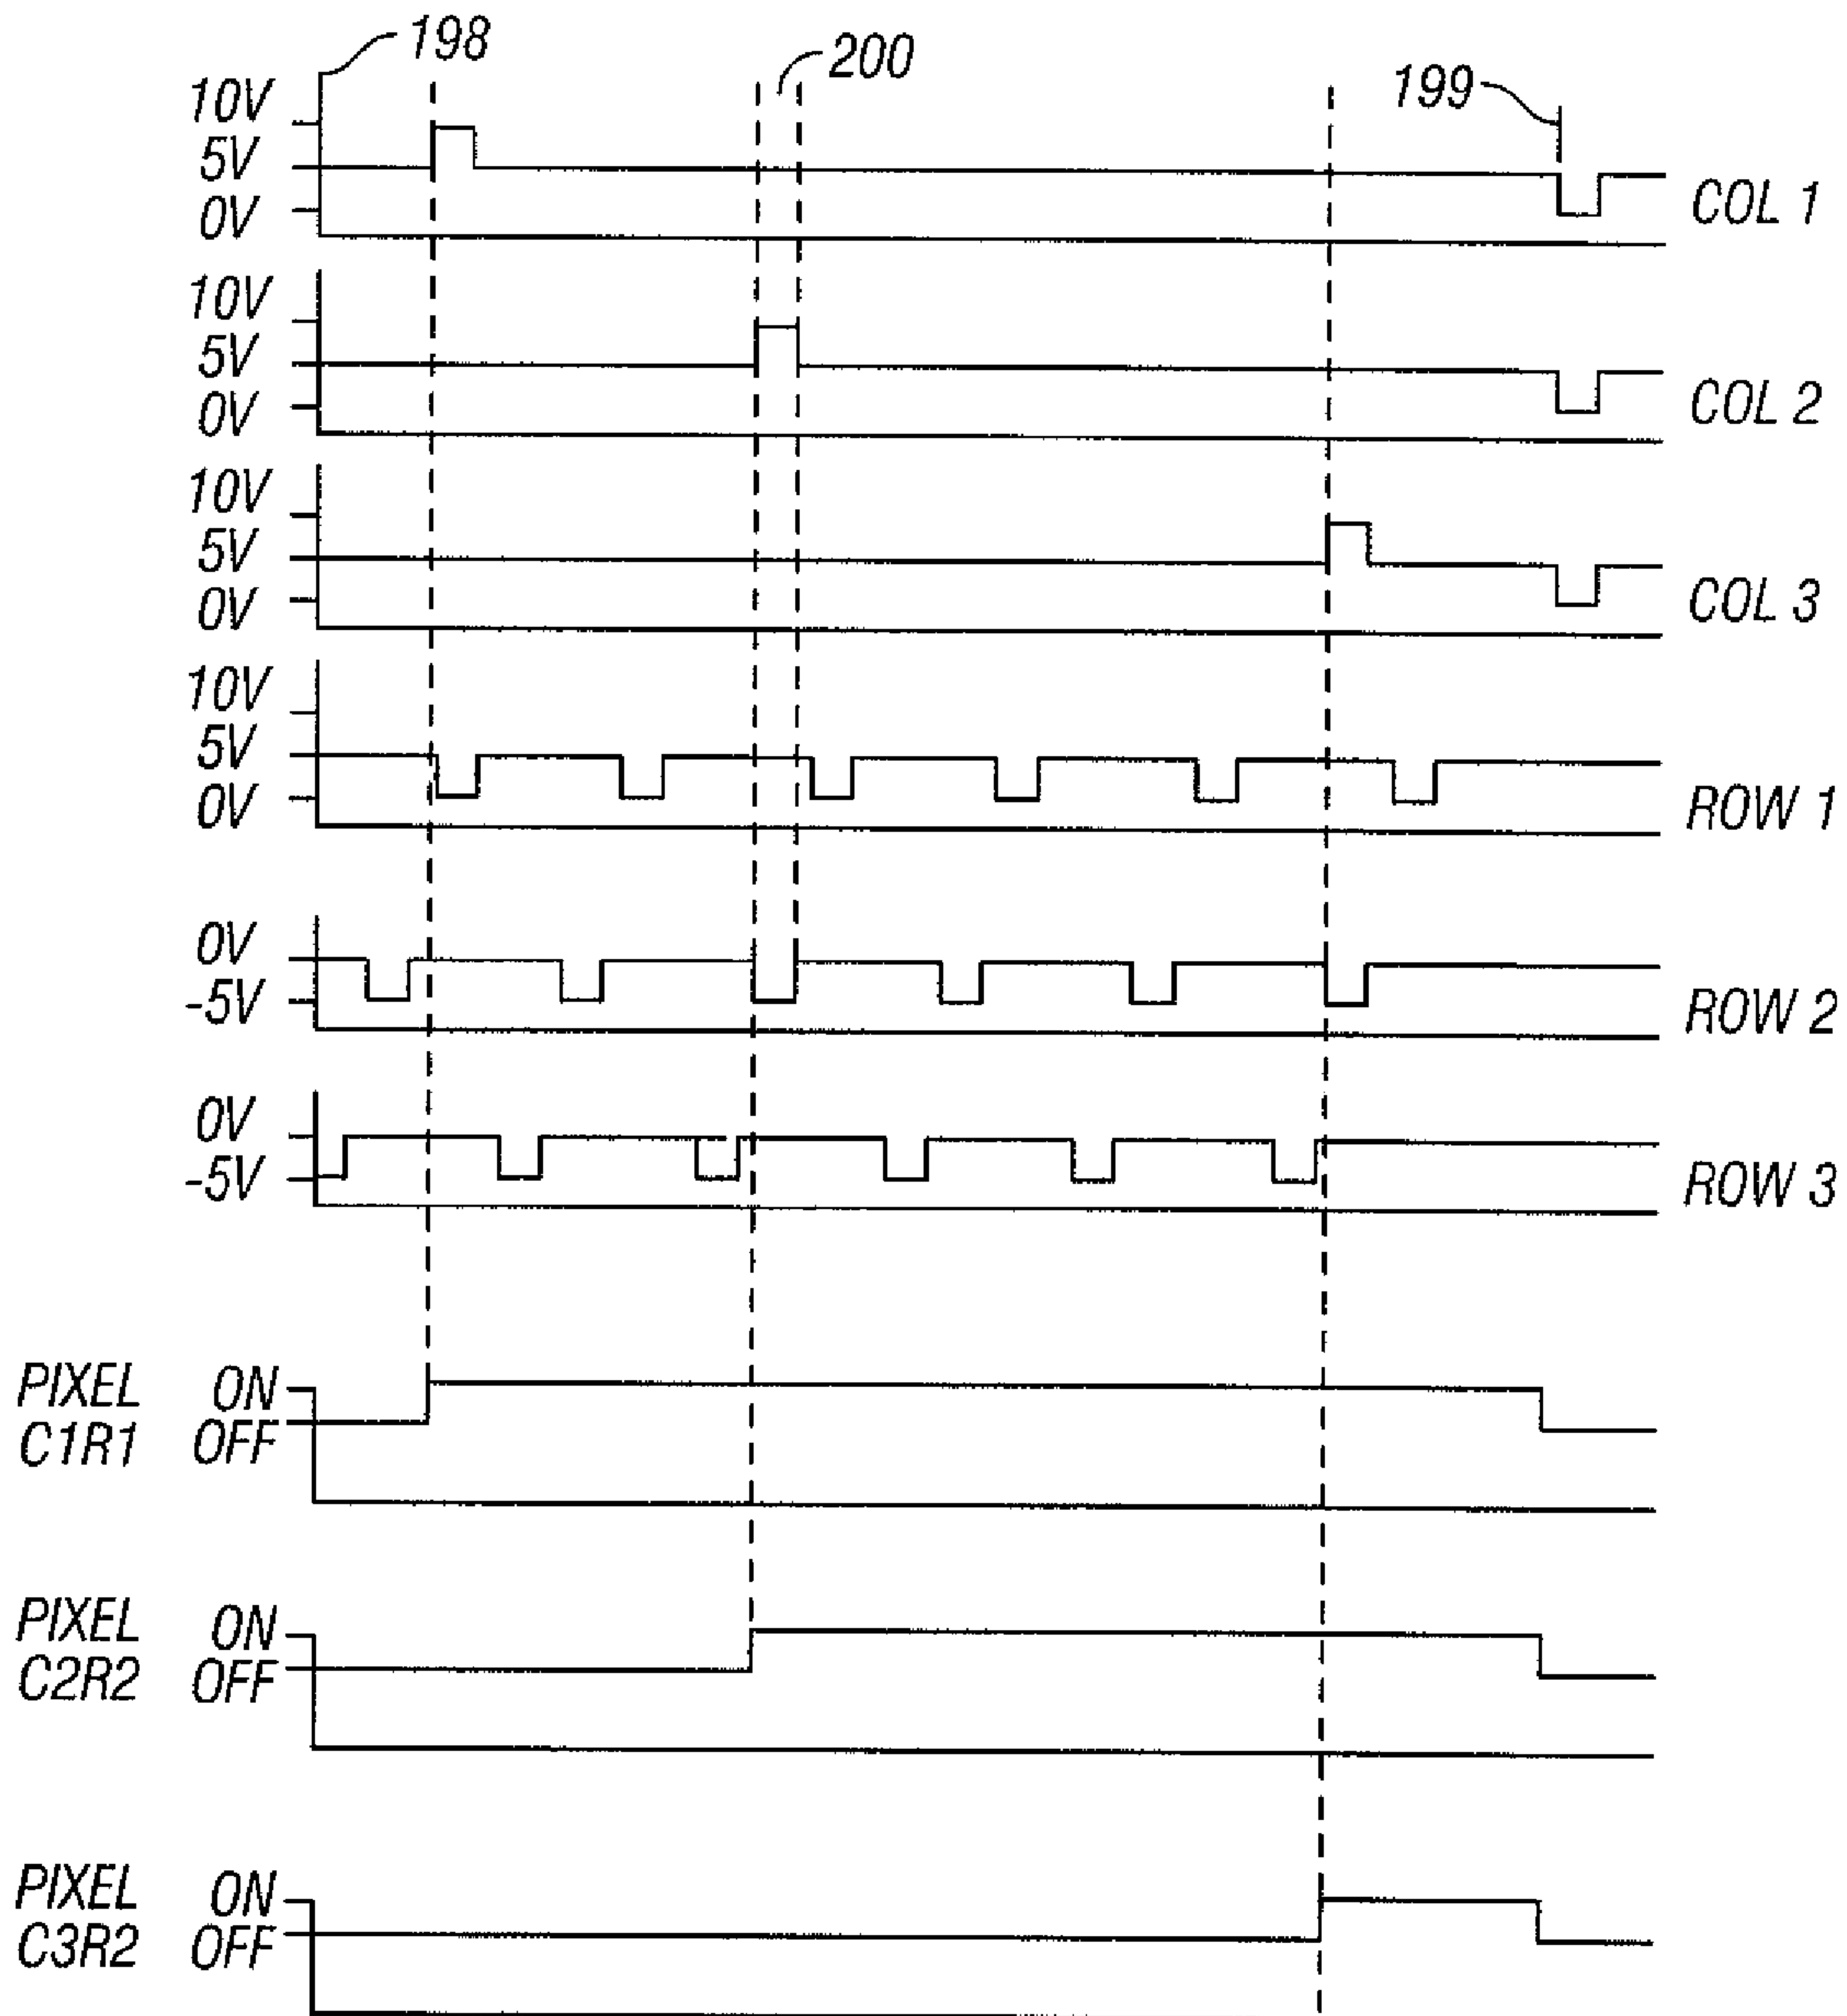 198
200
199
10V
5V
0V
COL 1
10V
5V
0V
COL 2
10V
5V
0V
COL 3
10V
5V
0V
ROW 1
0V
-5V
ROW 2
0V
-5V
ROW 3
PIXEL ON
C1R1 OFF
PIXEL ON
C2R2 OFF
PIXEL ON
C3R2 OFF